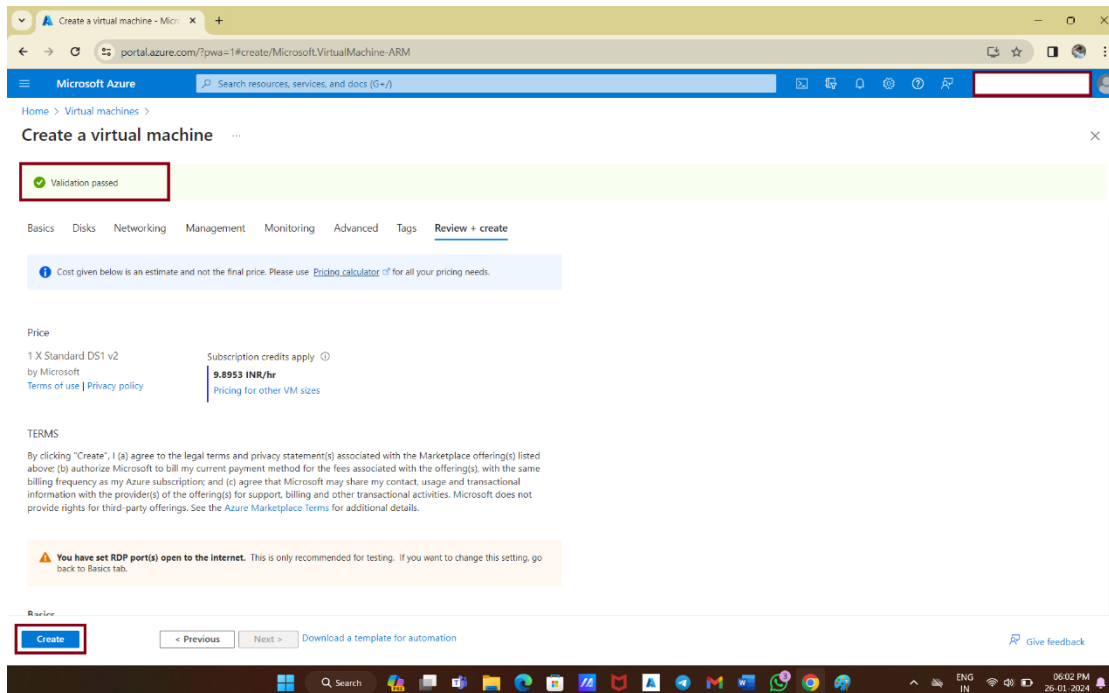 Create a virtual machine - Micr
portal.azure.com/?pwa=1#create/Microsoft.VirtualMachine-ARM
Microsoft Azure
Search resources, services, and docs (G+/)
Home > Virtual machines >
Create a virtual machine ...
Validation passed
Basics Disks Networking Management Monitoring Advanced Tags Review + create
Cost given below is an estimate and not the final price. Please use Pricing calculator for all your pricing needs.
Price
1 X Standard DS1 v2 Subscription credits apply
by Microsoft 9.8953 INR/hr
Terms of use | Privacy policy Pricing for other VM sizes
TERMS
By clicking "Create", I (a) agree to the legal terms and privacy statement(s) associated with the Marketplace offering(s) listed
above; (b) authorize Microsoft to bill my current payment method for the fees associated with the offering(s), with the same
billing frequency as my Azure subscription; and (c) agree that Microsoft may share my contact, usage and transactional
information with the provider(s) of the offering(s) for support, billing and other transactional activities. Microsoft does not
provide rights for third-party offerings. See the Azure Marketplace Terms for additional details.
You have set RDP port(s) open to the internet. This is only recommended for testing. If you want to change this setting, go
back to Basics tab.
Basics
Create < Previous Next > Download a template for automation Give feedback
Search ENG 06:02 PM
IN 26-01-2024